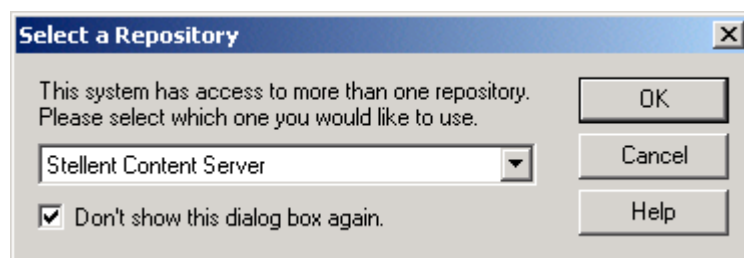 Select a Repository
This system has access to more than one repository.
Please select which one you would like to use.
OK
Stellent Content Server
Cancel
Don't show this dialog box again.
Help